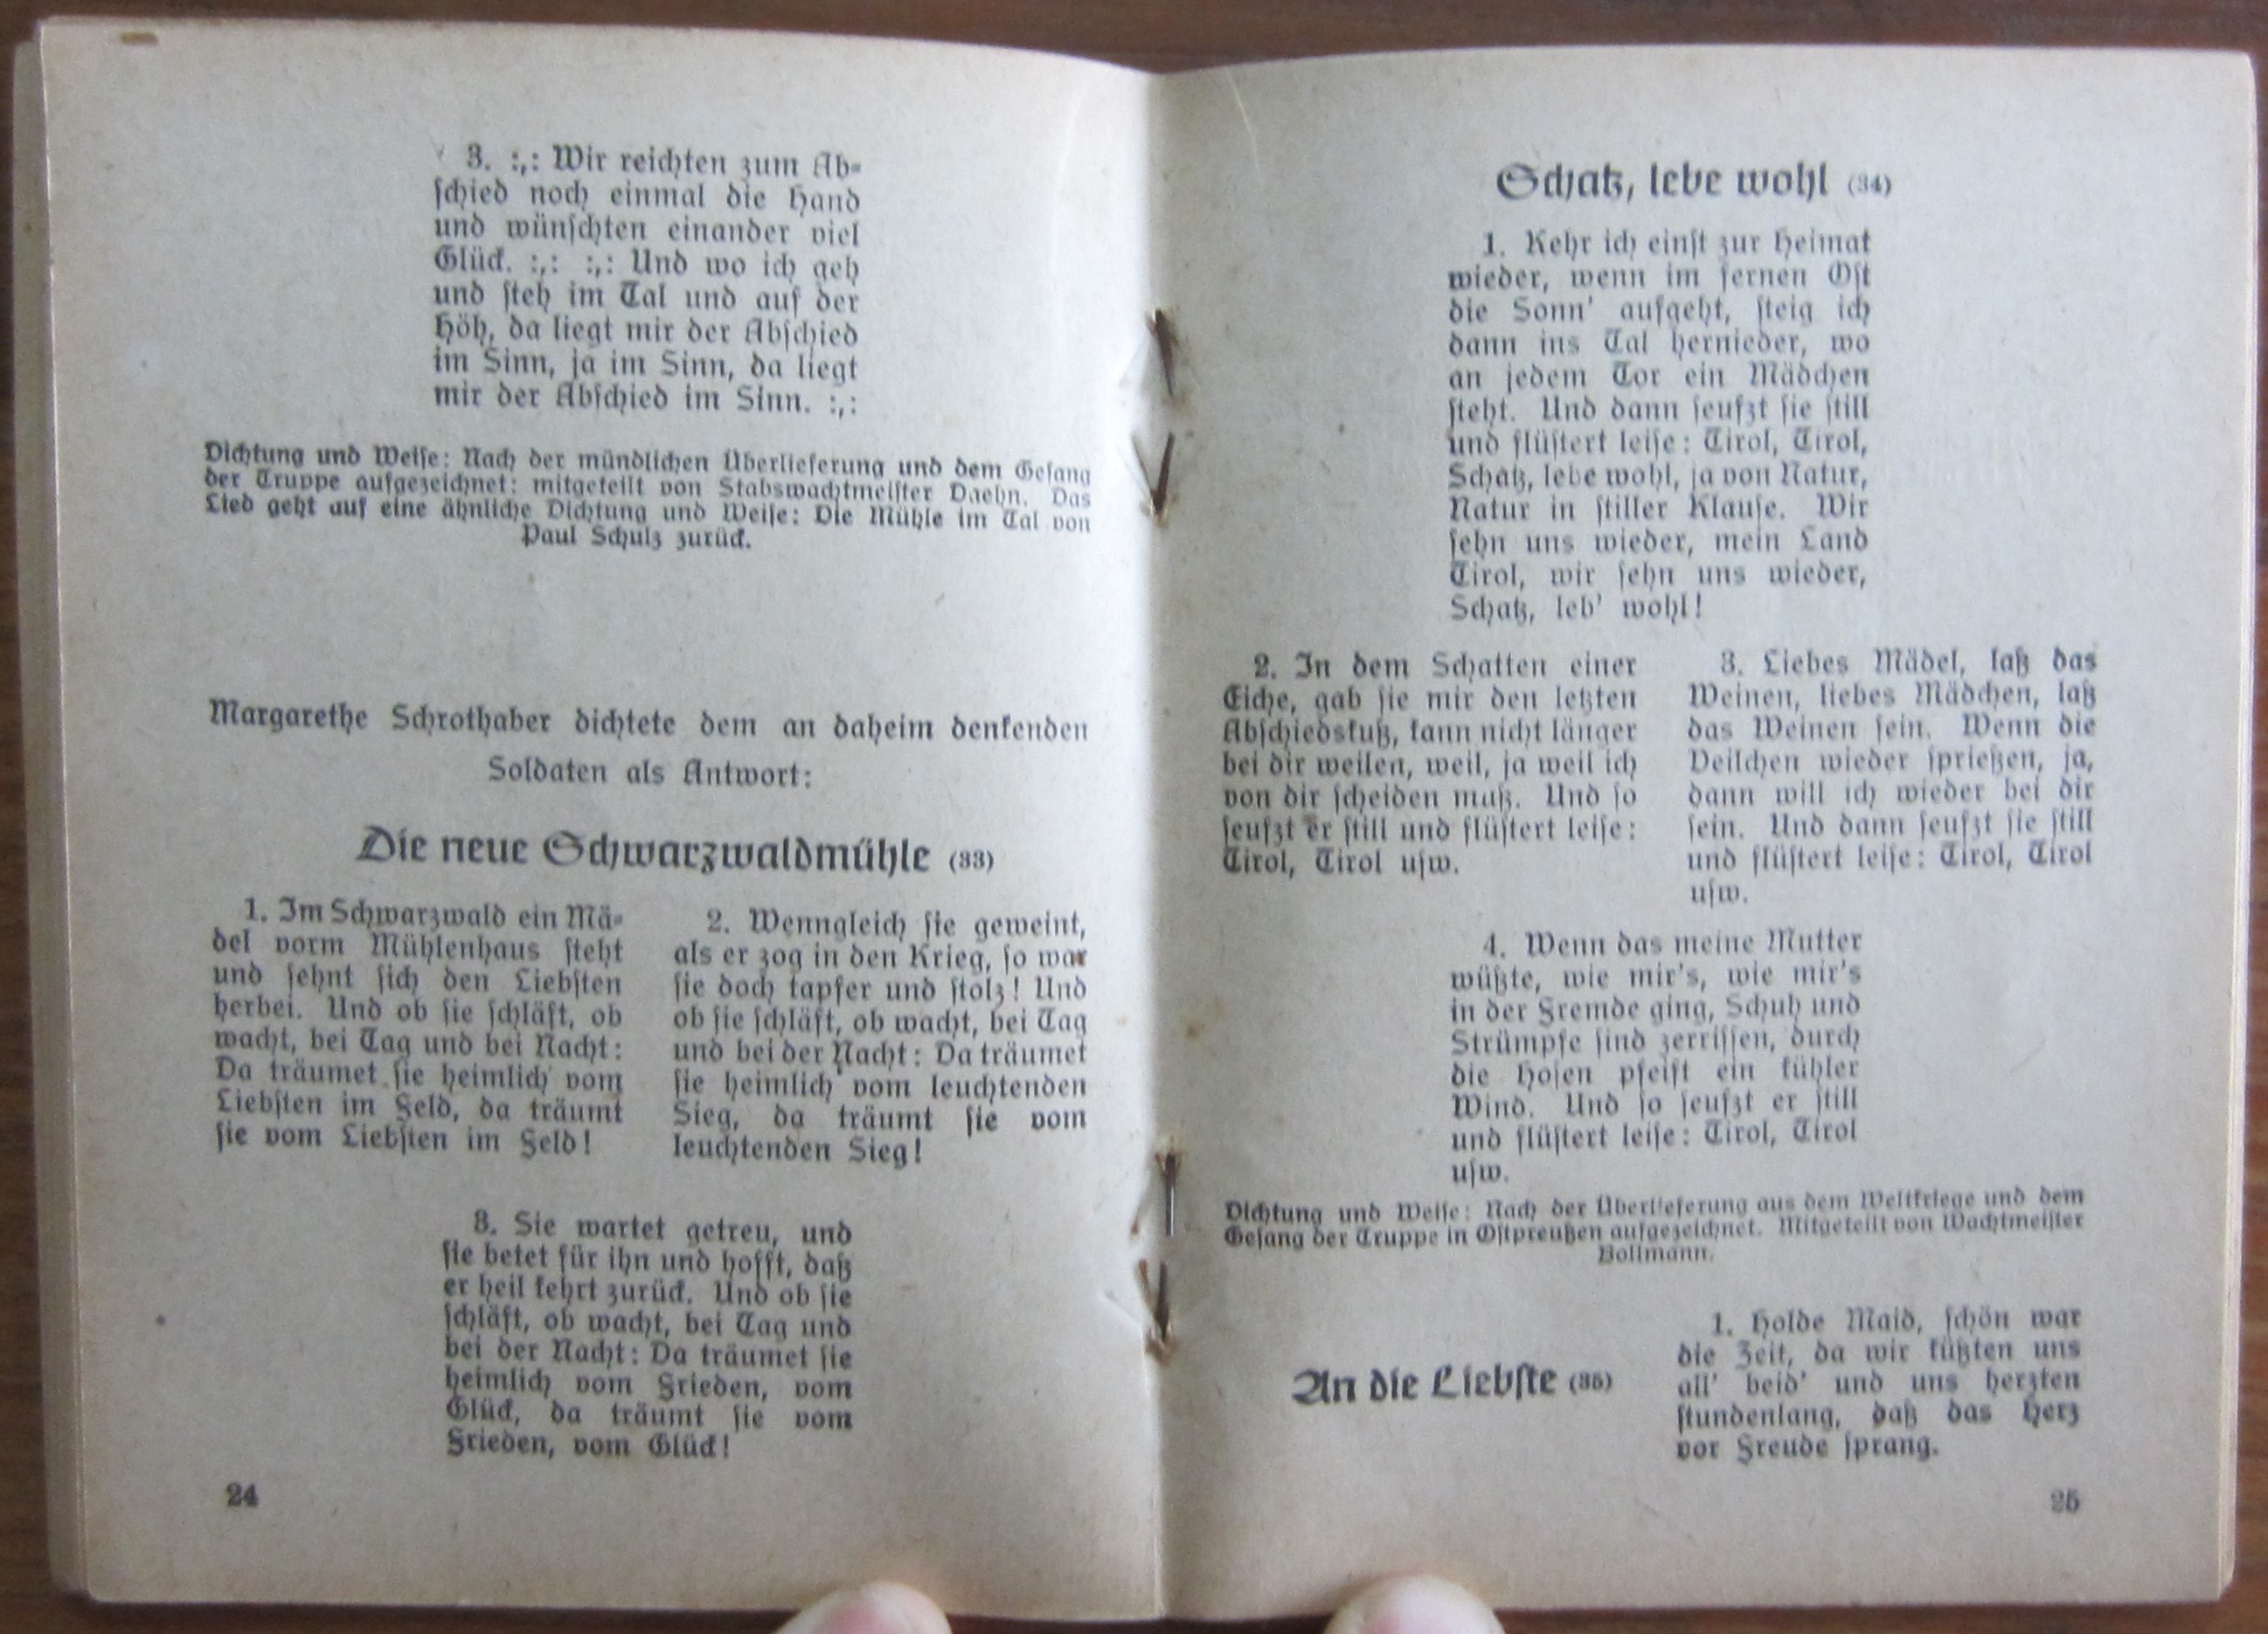 3. :,: Wir reichten zum Ab-
schied noch einmal die Hand
und wünschten einander viel
Glück. :,: :,: Und wo ich geh
und steh im Tal und auf der
Höh, da liegt mir der Abschied
im Sinn, ja im Sinn, da liegt
mir der Abschied im Sinn. :,:
Dichtung und Weise: Nach der mündlichen Überlieferung und dem Gesang
der Truppe aufgezeichnet: mitgeteilt von Stabswachtmeister Daehn. Das
Lied geht auf eine ähnliche Dichtung und Weise: Die Mühle im Tal von
Paul Schulz zurück.
Margarethe Schrothaber dichtete dem an daheim denkenden
Soldaten als Antwort:
Die neue Schwarzwaldmühle (33)
1. Im Schwarzwald ein Mä-
del vorm Mühlenhaus steht
und sehnt sich den Liebsten
herbei. Und ob sie schläft, ob
wacht, bei Tag und bei Nacht:
Da träumet sie heimlich vom
Liebsten im Feld, da träumt
sie vom Liebsten im Feld!
2. Wenngleich sie geweint,
als er zog in den Krieg, so war
sie doch tapfer und stolz! Und
ob sie schläft, ob wacht, bei Tag
und bei der Nacht: Da träumet
sie heimlich vom leuchtenden
Sieg, da träumt sie vom
leuchtenden Sieg!
3. Sie wartet getreu, und
sie betet für ihn und hofft, daß
er heil kehrt zurück. Und ob sie
schläft, ob wacht, bei Tag und
bei der Nacht: Da träumet sie
heimlich vom Frieden, vom
Glück, da träumt sie vom
Frieden, vom Glück!
24
Schatz, lebe wohl (34)
1. Kehr ich einst zur Heimat
wieder, wenn im fernen Ost
die Sonn' aufgeht, steig ich
dann ins Tal hernieder, wo
an jedem Tor ein Mädchen
steht. Und dann seufzt sie still
und flüstert leise: Tirol, Tirol,
Schatz, lebe wohl, ja von Natur,
Natur in stiller Klause. Wir
sehn uns wieder, mein Land
Tirol, wir sehn uns wieder,
Schatz, leb' wohl!
2. In dem Schatten einer
Eiche, gab sie mir den letzten
Abschiedskuß, kann nicht länger
bei dir weilen, weil, ja weil ich
von dir scheiden muß. Und so
seufzt er still und flüstert leise:
Tirol, Tirol usw.
3. Liebes Mädel, laß das
Weinen, liebes Mädchen, laß
das Weinen sein. Wenn die
Veilchen wieder sprießen, ja,
dann will ich wieder bei dir
sein. Und dann seufzt sie still
und flüstert leise: Tirol, Tirol
usw.
4. Wenn das meine Mutter
wüßte, wie mir's, wie mir's
in der Fremde ging, Schuh und
Strümpfe sind zerrissen, durch
die Hosen pfeift ein kühler
Wind. Und so seufzt er still
und flüstert leise: Tirol, Tirol
usw.
Dichtung und Weise: Nach der Überlieferung aus dem Weltkriege und dem
Gesang der Truppe in Ostpreußen aufgezeichnet. Mitgeteilt von Wachtmeister
Bollmann.
An die Liebste (35)
1. Holde Maid, schön war
die Zeit, da wir küßten uns
all' beid' und uns herzten
stundenlang, daß das Herz
vor Freude sprang.
25